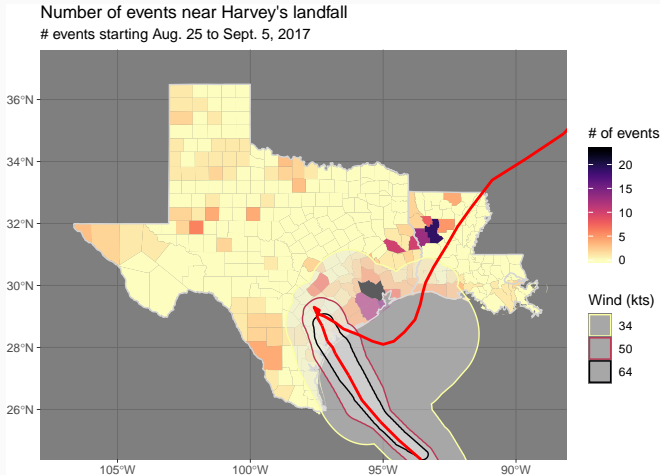 Number of events near Harvey's landfall
# events starting Aug. 25 to Sept. 5, 2017
36°N
34°N
32°N
30°N
28°N
26°N
105°W
100°W
95°W
90°W
# of events
20
15
10
5
0
Wind (kts)
34
50
64